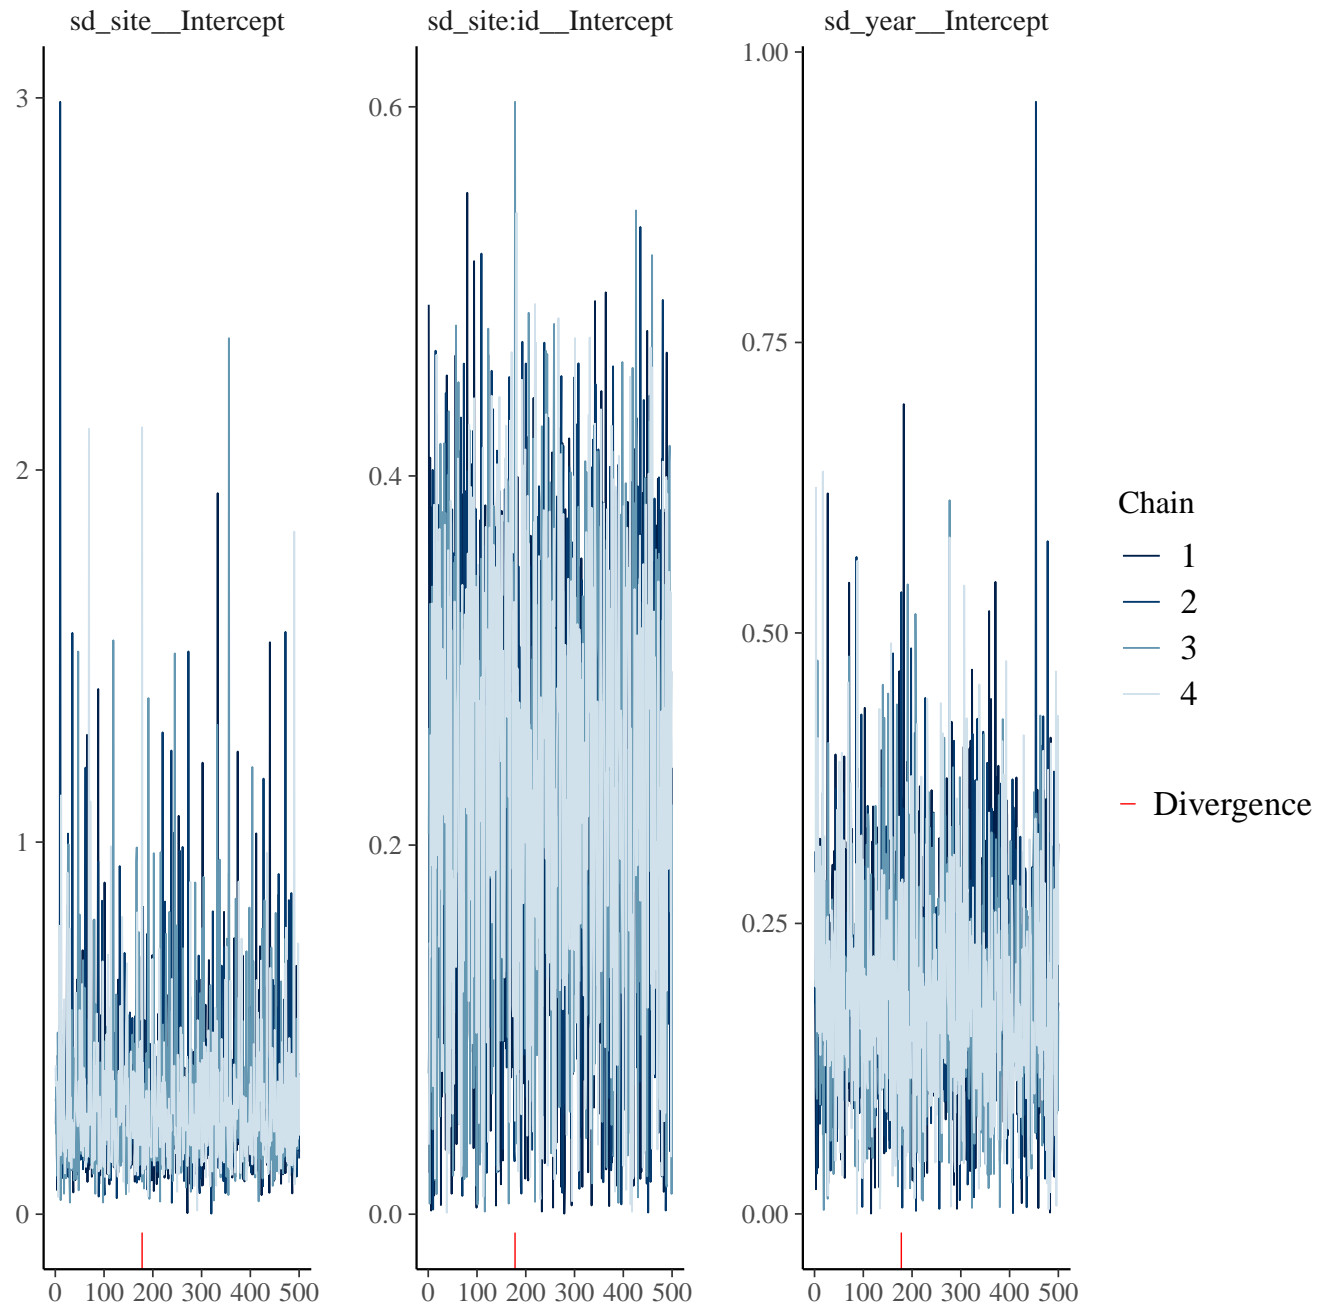 sd_site__Intercept
3
2
1
0
0 100 200 300 400 500
sd_site:id__Intercept
0.6
0.4
0.2
0.0
0 100 200 300 400 500
sd_year__Intercept
1.00
0.75
0.50
0.25
0.00
0 100 200 300 400 500
Chain
1
2
3
4
Divergence